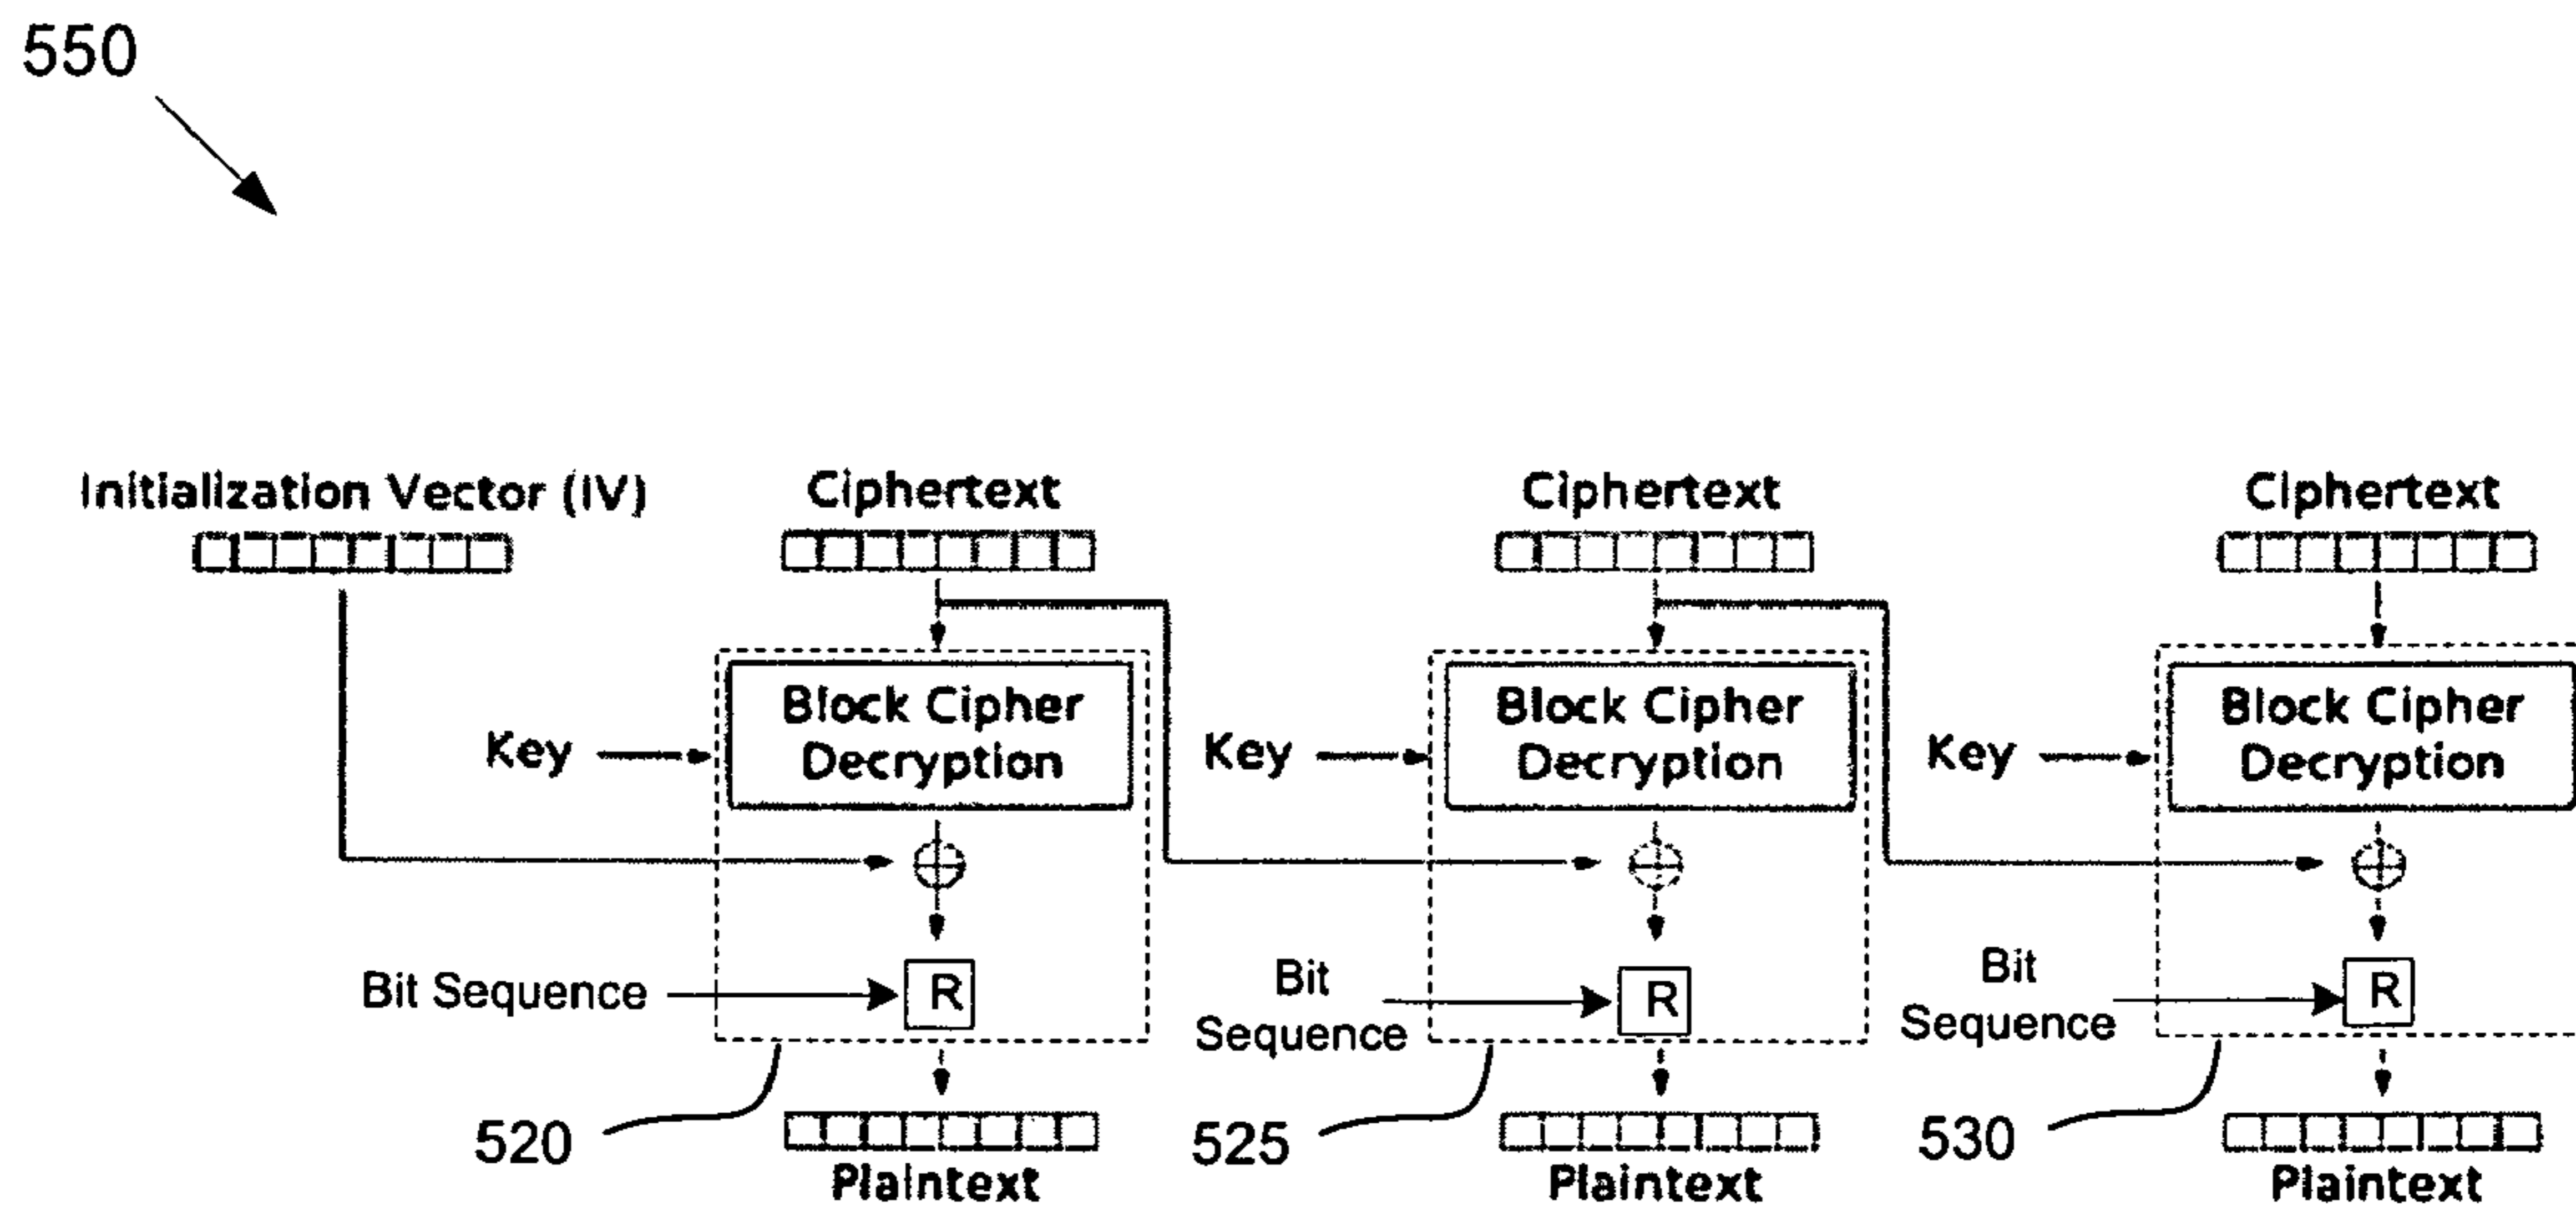 550
Initialization Vector (IV)
Ciphertext
Ciphertext
Ciphertext
Key
Block Cipher
Decryption
Key
Block Cipher
Decryption
Key
Block Cipher
Decryption
Bit Sequence
R
Bit
Sequence
R
Bit
Sequence
R
520
Plaintext
525
Plaintext
530
Plaintext